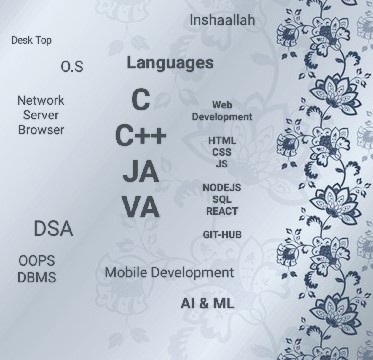 Inshaallah
Desk Top
O.S
Languages
Network
Server
Browser
C
C++
JA
VA
Web
Development
HTML
CSS
JS
NODEJS
SQL
REACT
GIT-HUB
DSA
OOPS
DBMS
Mobile Development
AI & ML